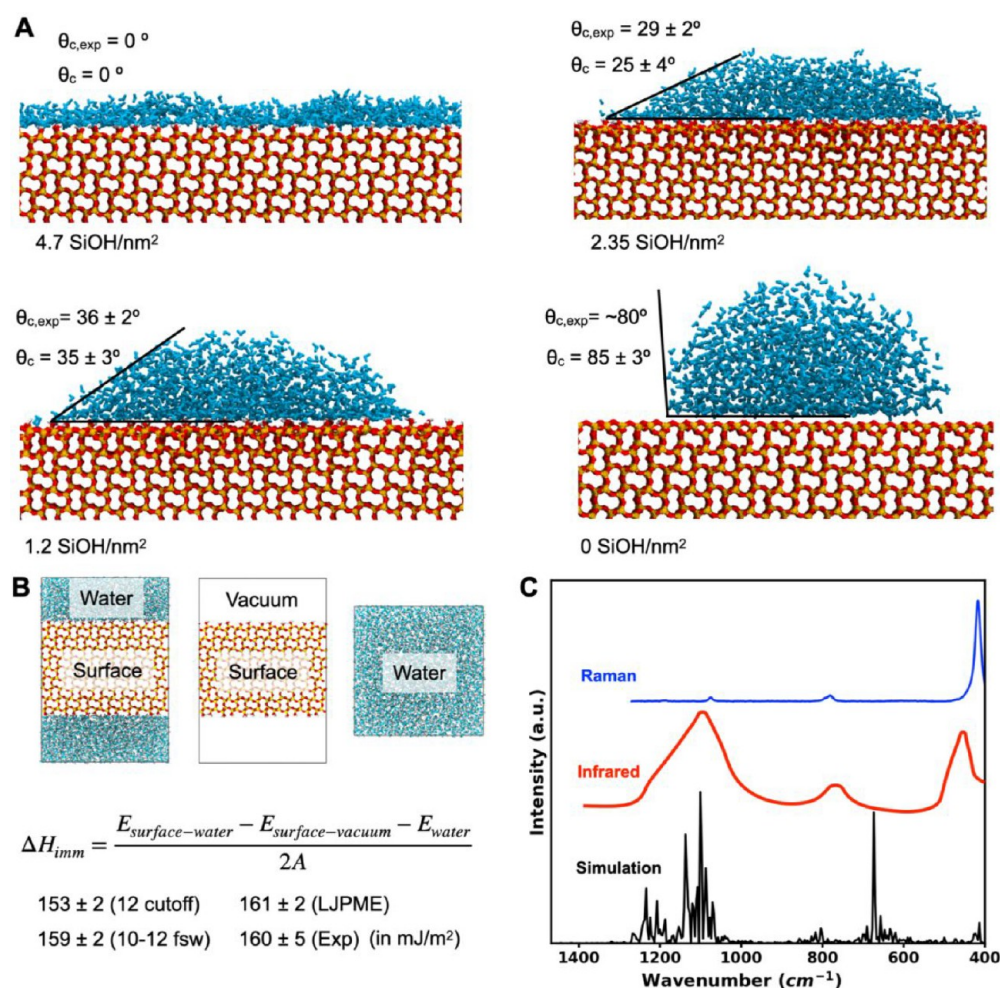 A
θc,exp = 0 º
θc = 0 º
4.7 SiOH/nm²
θc,exp = 29 ± 2º
θc = 25 ± 4º
2.35 SiOH/nm²
θc,exp= 36 ± 2º
θc = 35 ± 3º
1.2 SiOH/nm²
θc,exp= ~80º
θc = 85 ± 3º
0 SiOH/nm²
B
Water
Surface
Vacuum
Surface
Water
ΔHimm = (Esurface−water − Esurface−vacuum − Ewater) / 2A
153 ± 2 (12 cutoff) 161 ± 2 (LJPME)
159 ± 2 (10-12 fsw) 160 ± 5 (Exp) (in mJ/m²)
C
Intensity (a.u.)
Raman
Infrared
Simulation
1400 1200 1000 800 600 400
Wavenumber (cm⁻¹)